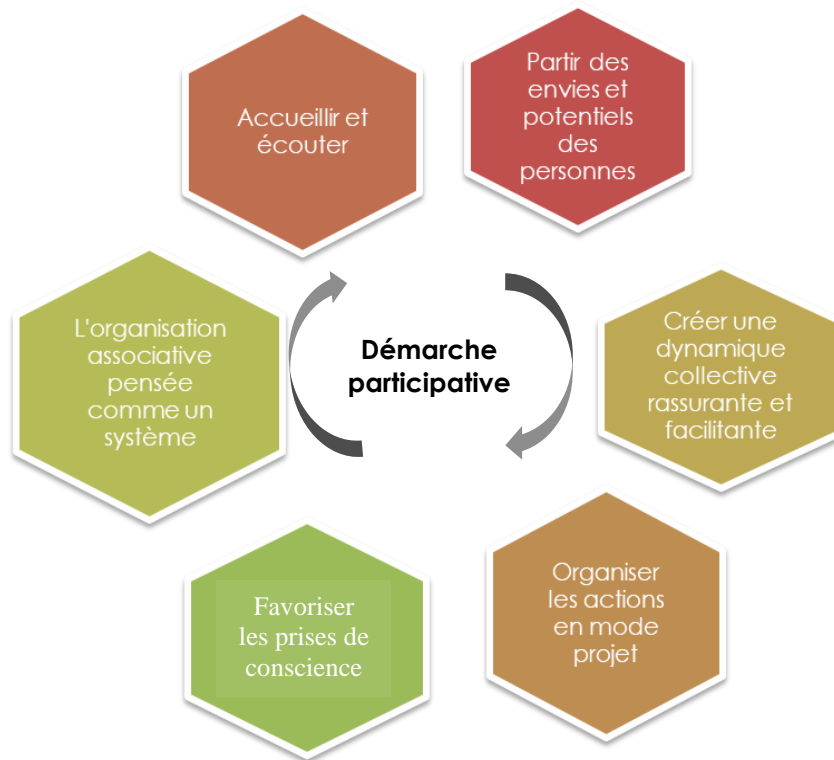 Accueillir et
écouter
Partir des
envies et
potentiels
des
personnes
Créer une
dynamique
collective
rassurante et
facilitante
Organiser
les actions
en mode
projet
Favoriser
les prises de
conscience
L'organisation
associative
pensée
comme un
système
Démarche
participative